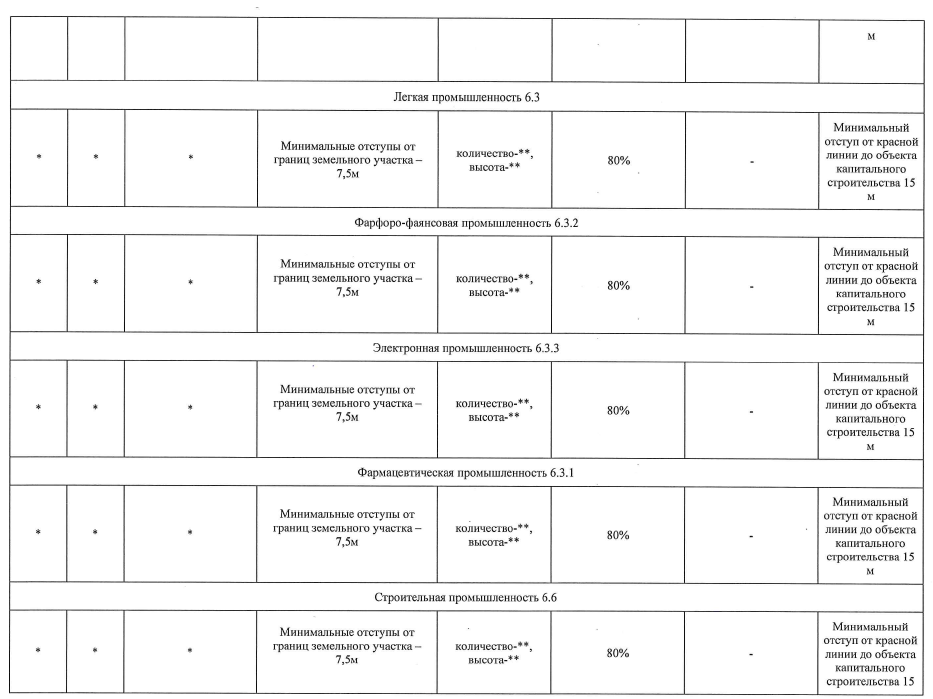 м
Легкая промышленность 6.3
*
*
*
Минимальные отступы от
границ земельного участка –
7,5м
количество-**,
высота-**
80%
-
Минимальный
отступ от красной
линии до объекта
капитального
строительства 15
м
Фарфоро-фаянсовая промышленность 6.3.2
*
*
*
Минимальные отступы от
границ земельного участка –
7,5м
количество-**,
высота-**
80%
-
Минимальный
отступ от красной
линии до объекта
капитального
строительства 15
м
Электронная промышленность 6.3.3
*
*
*
Минимальные отступы от
границ земельного участка –
7,5м
количество-**,
высота-**
80%
-
Минимальный
отступ от красной
линии до объекта
капитального
строительства 15
м
Фармацевтическая промышленность 6.3.1
*
*
*
Минимальные отступы от
границ земельного участка –
7,5м
количество-**,
высота-**
80%
-
Минимальный
отступ от красной
линии до объекта
капитального
строительства 15
м
Строительная промышленность 6.6
*
*
*
Минимальные отступы от
границ земельного участка –
7,5м
количество-**,
высота-**
80%
-
Минимальный
отступ от красной
линии до объекта
капитального
строительства 15